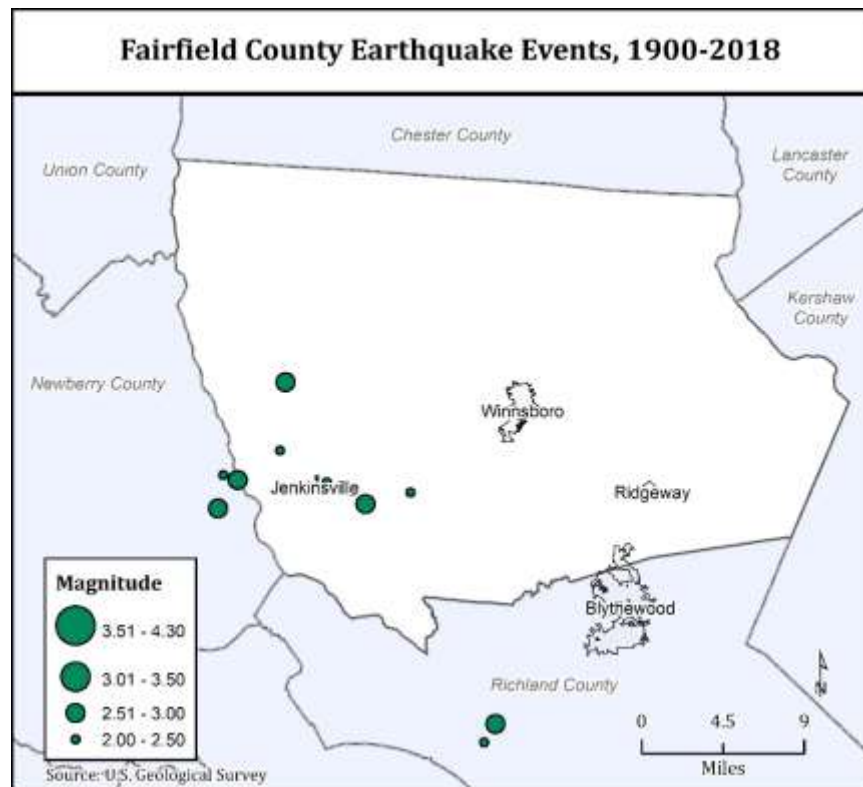 Fairfield County Earthquake Events, 1900-2018
Chester County
Union County
Lancaster
County
Kershaw
County
Newberry County
Winnsboro
Jenkinsville
Ridgeway
Blythewood
Richland County
Magnitude
3.51 - 4.30
3.01 - 3.50
2.51 - 3.00
2.00 - 2.50
N
0 4.5 9
Miles
Source: U.S. Geological Survey